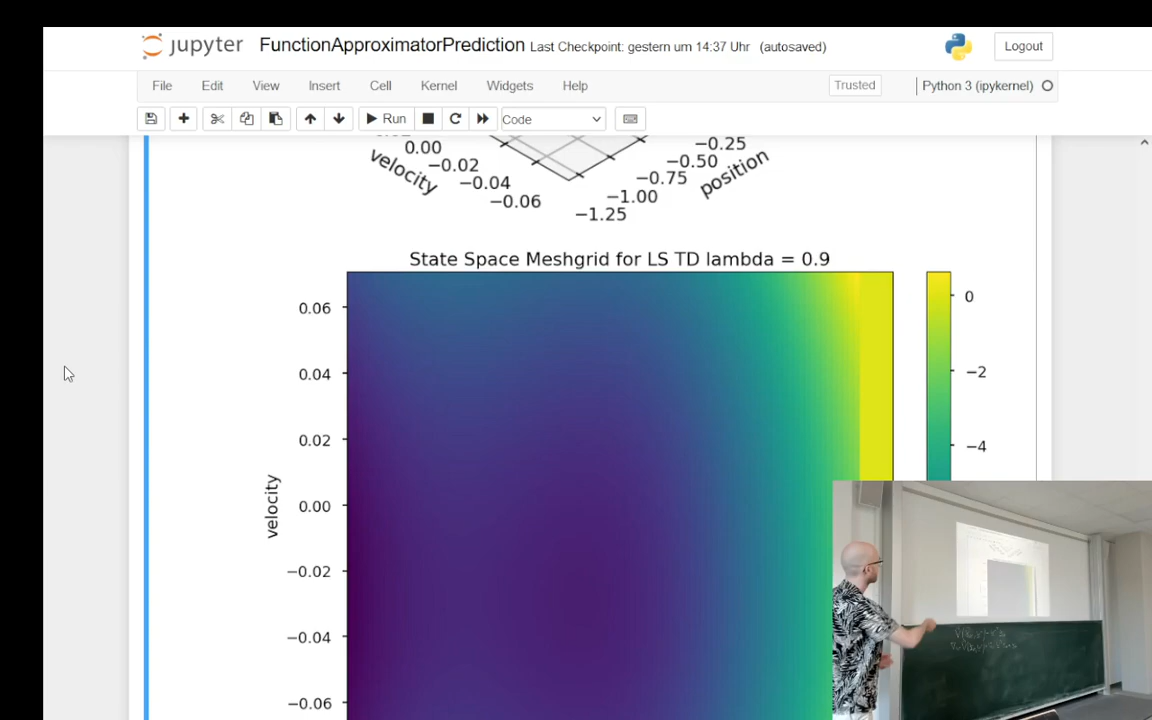 jupyter FunctionApproximatorPrediction Last Checkpoint: gestern um 14:37 Uhr (autosaved) Logout
File Edit View Insert Cell Kernel Widgets Help Trusted Python 3 (ipykernel)
Run Code
0.00
−0.02
−0.04
−0.06
velocity
−0.25
−0.50
−0.75
−1.00
−1.25
position
State Space Meshgrid for LS TD lambda = 0.9
0.06
0.04
0.02
0.00
−0.02
−0.04
−0.06
velocity
0
−2
−4